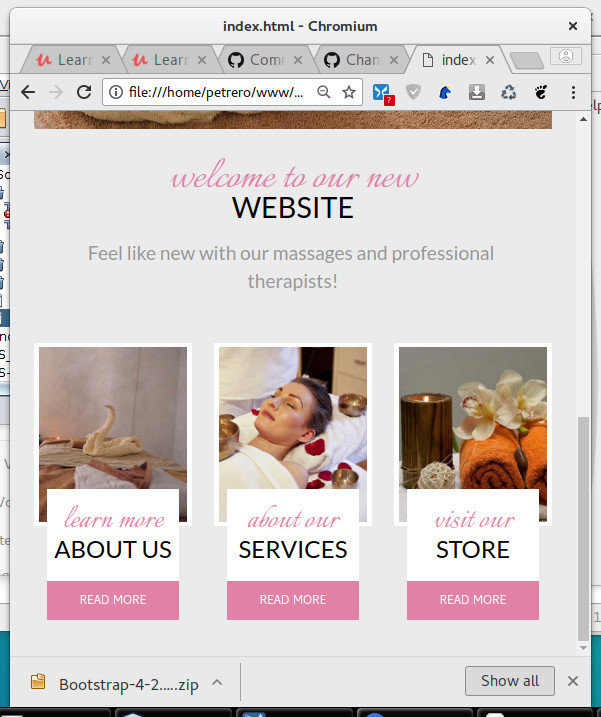 index.html - Chromium
Learn
Learn
Com
Chan
index
file:///home/petrero/www/...
?
welcome to our new
WEBSITE
Feel like new with our massages and professional
therapists!
learn more
ABOUT US
READ MORE
about our
SERVICES
READ MORE
visit our
STORE
READ MORE
Bootstrap-4-2.....zip
Show all